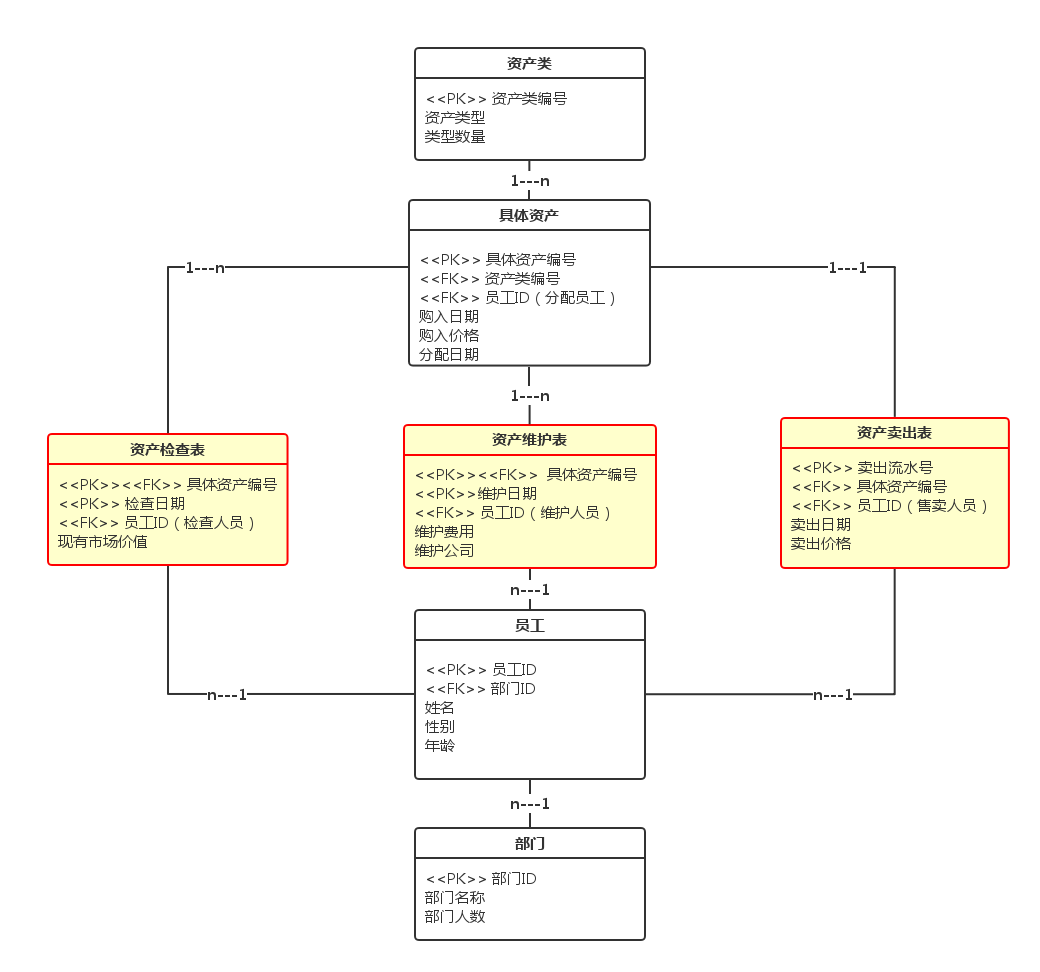 资产类
<<PK>> 资产类编号
资产类型
类型数量
1---n
具体资产
<<PK>> 具体资产编号
<<FK>> 资产类编号
<<FK>> 员工ID（分配员工）
购入日期
购入价格
分配日期
1---n
1---1
1---n
资产检查表
<<PK>><<FK>> 具体资产编号
<<PK>> 检查日期
<<FK>> 员工ID（检查人员）
现有市场价值
资产维护表
<<PK>><<FK>> 具体资产编号
<<PK>>维护日期
<<FK>> 员工ID（维护人员）
维护费用
维护公司
资产卖出表
<<PK>> 卖出流水号
<<FK>> 具体资产编号
<<FK>> 员工ID（售卖人员）
卖出日期
卖出价格
n---1
员工
<<PK>> 员工ID
<<FK>> 部门ID
姓名
性别
年龄
n---1
n---1
n---1
部门
<<PK>> 部门ID
部门名称
部门人数